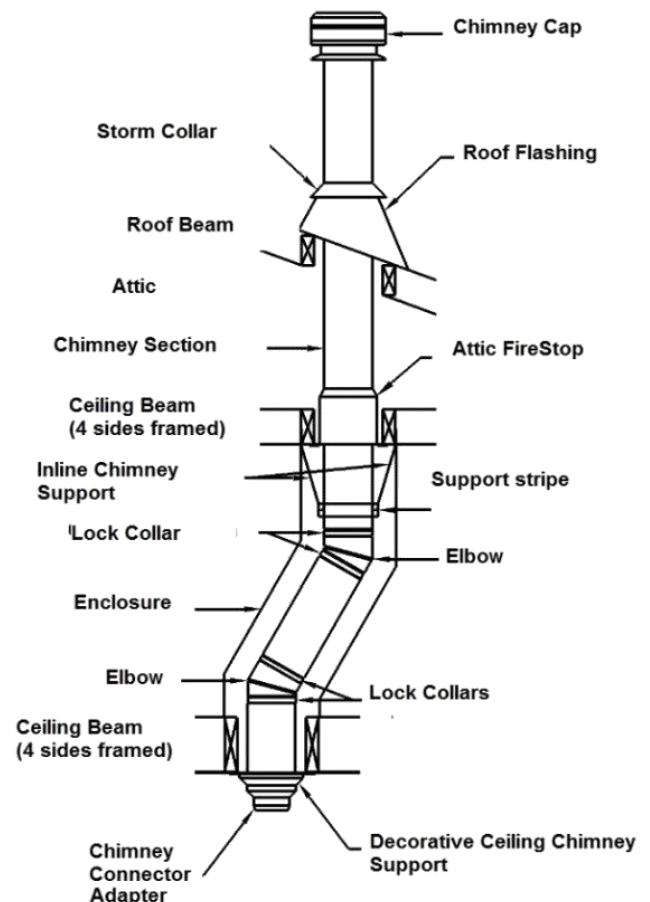 Chimney Cap
Storm Collar
Roof Flashing
Roof Beam
Attic
Chimney Section
Attic FireStop
Ceiling Beam
(4 sides framed)
Inline Chimney
Support
Support stripe
Lock Collar
Elbow
Enclosure
Elbow
Lock Collars
Ceiling Beam
(4 sides framed)
Decorative Ceiling Chimney
Support
Chimney
Connector
Adapter